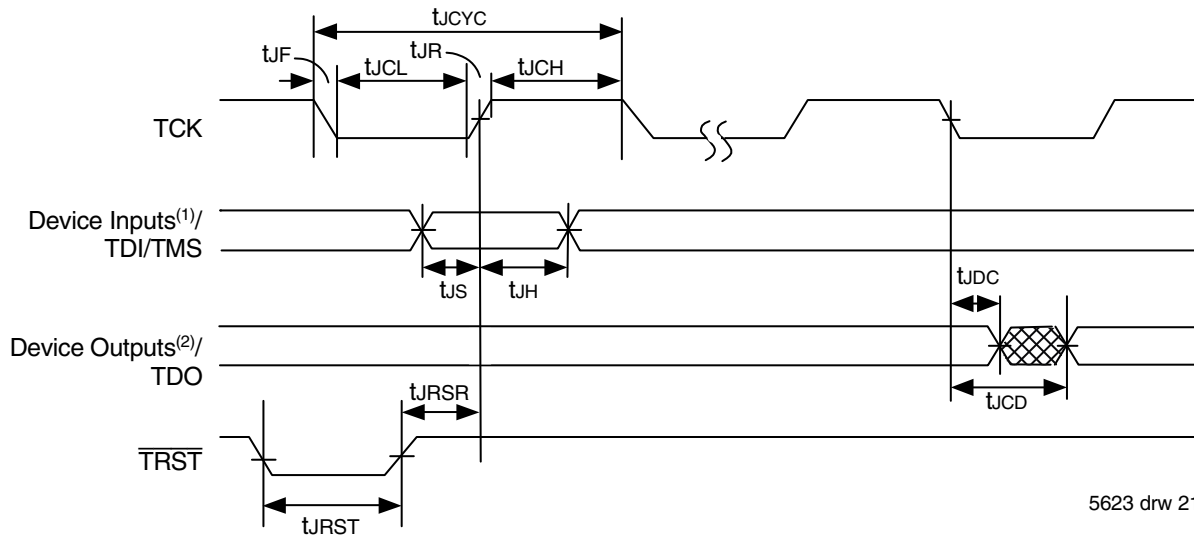 tJCYC
tJF
tJR
tJCL
tJCH
TCK
Device Inputs(1)/
TDI/TMS
tJS
tJH
tJDC
Device Outputs(2)/
TDO
tJRSR
tJCD
TRST
5623 drw 21
tJRST